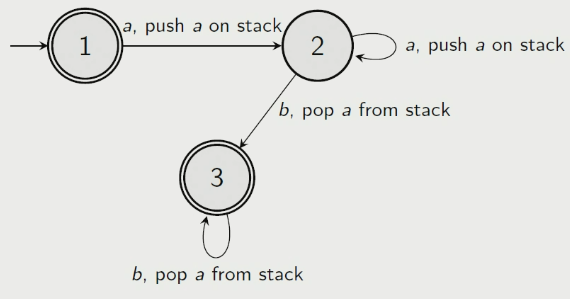 a, push a on stack
1
2
a, push a on stack
b, pop a from stack
3
b, pop a from stack